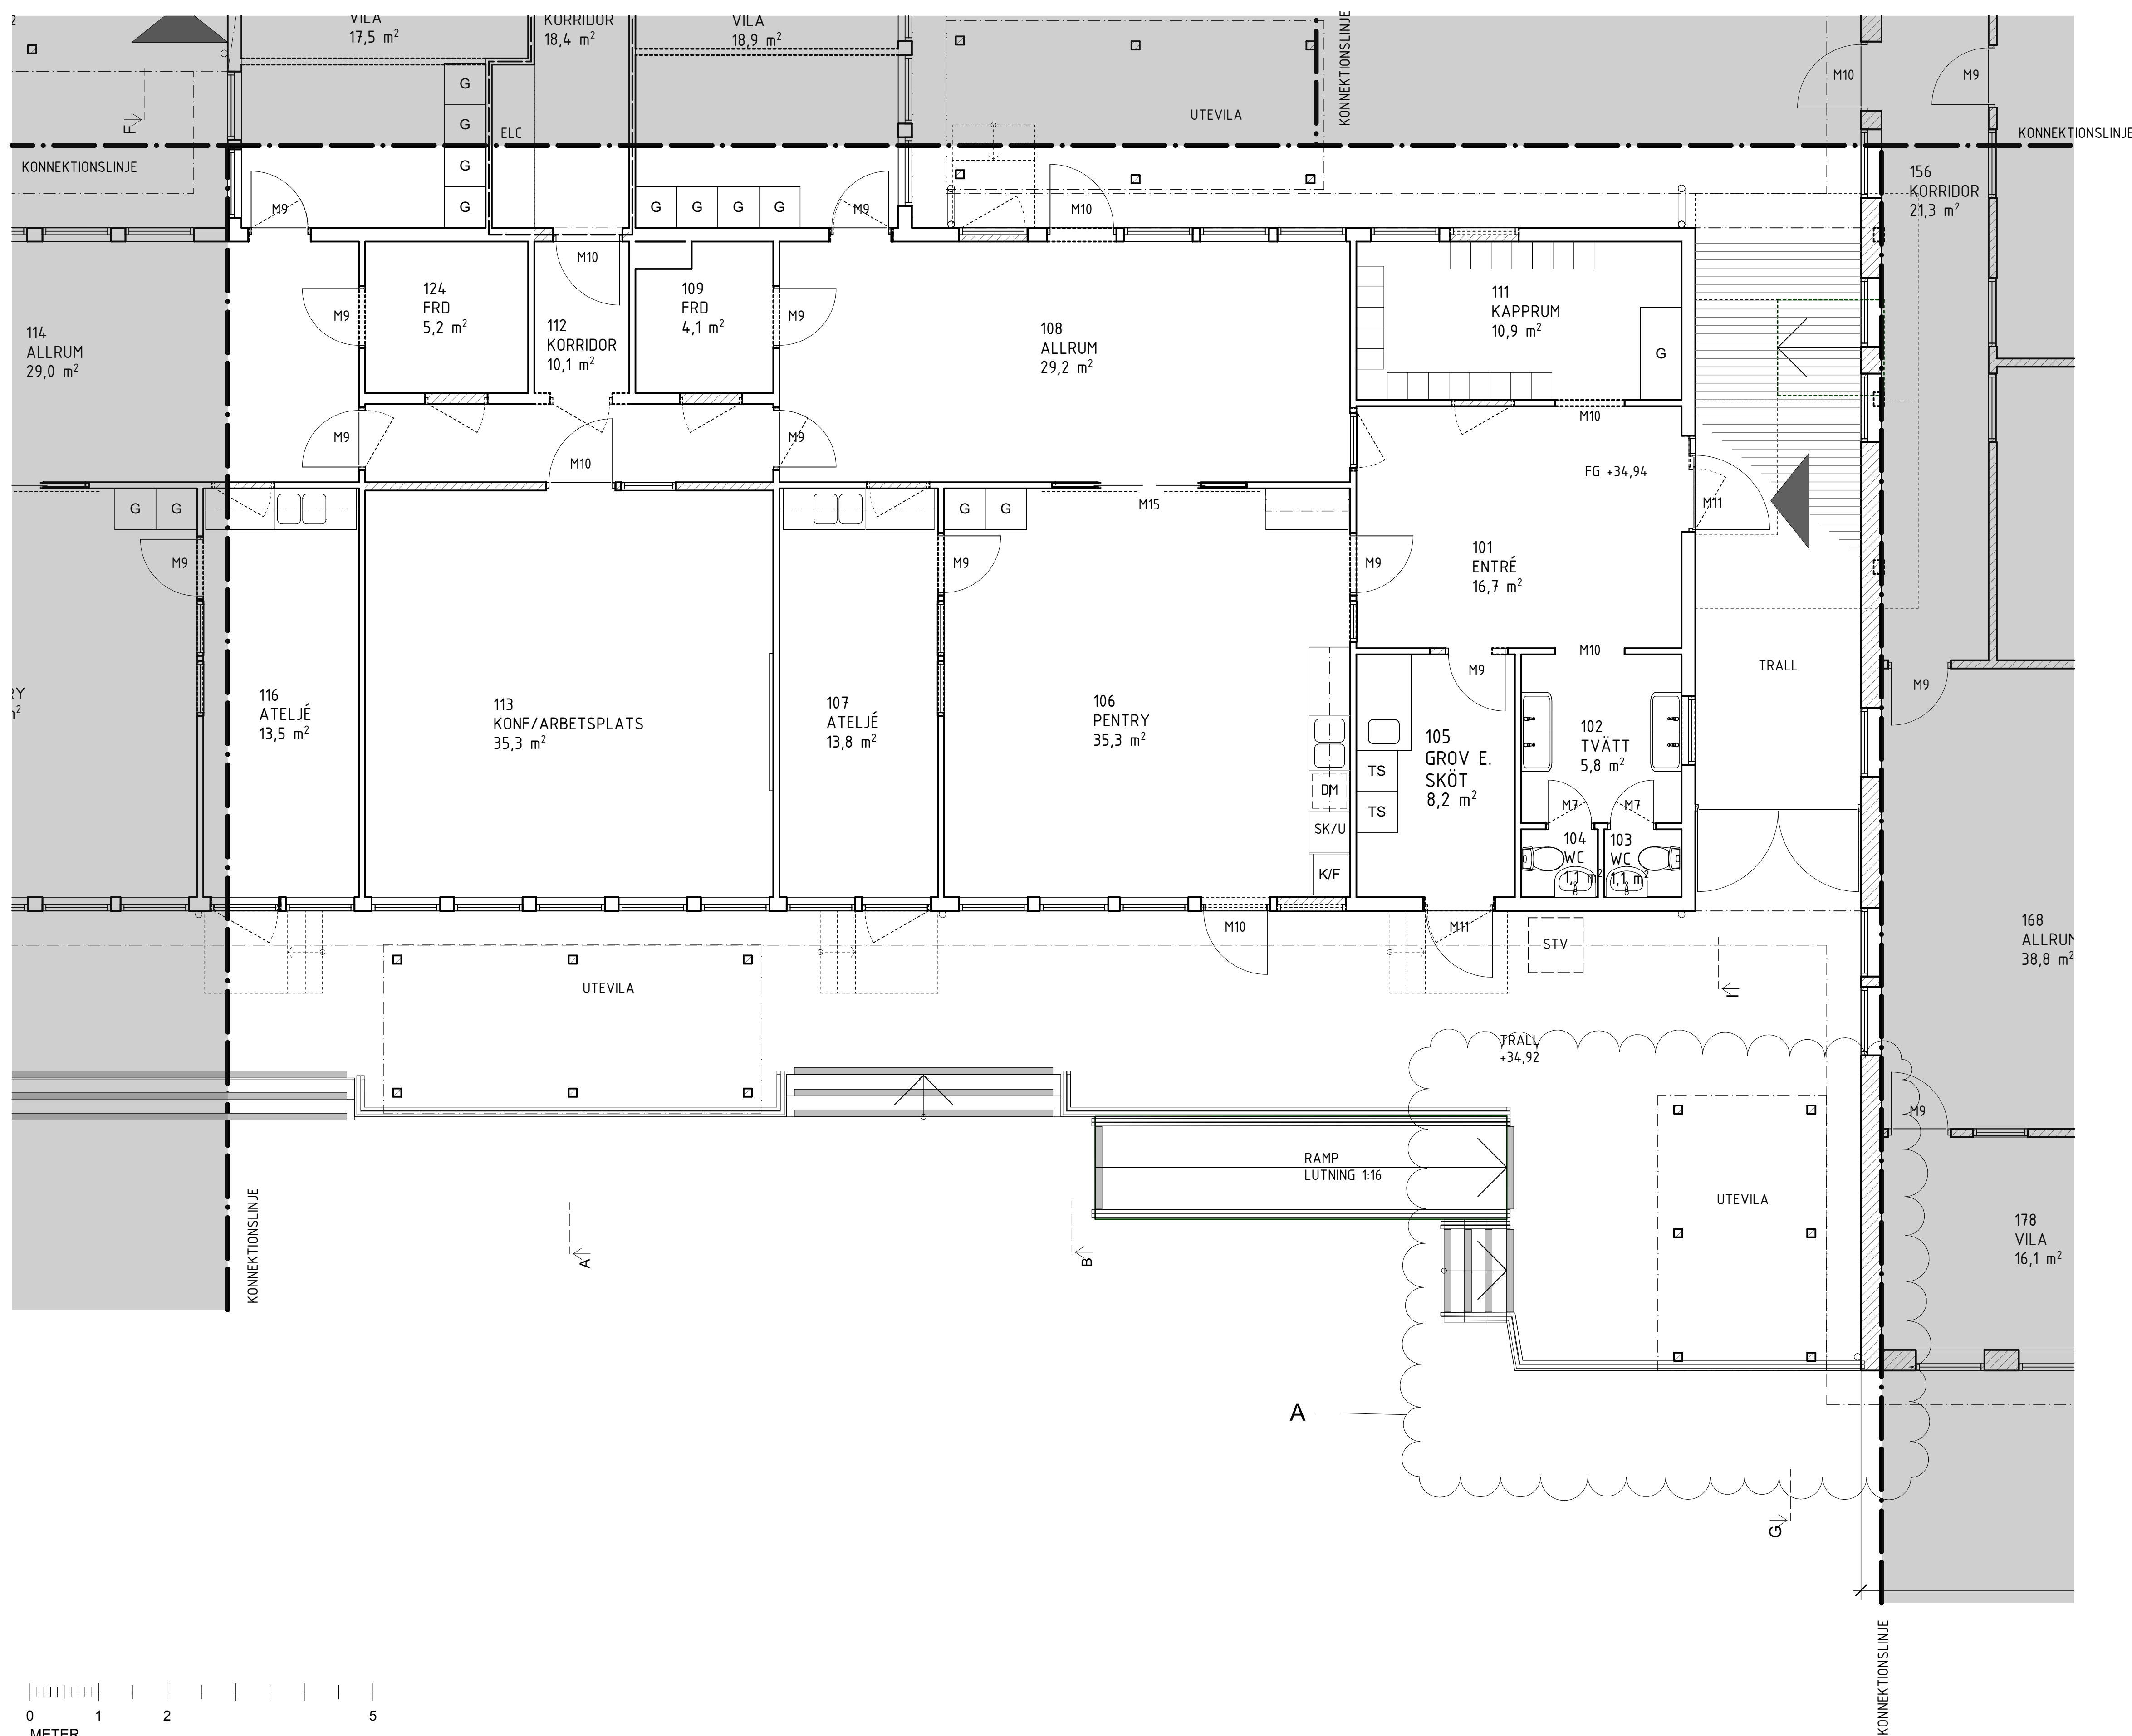 VILA
17,5 m²
KORRIDOR
18,4 m²
VILA
18,9 m²
UTEVILA
KONNEKTIONSLINJE
M10
M9
F
G
G
G
G
ELC
KONNEKTIONSLINJE
KONNEKTIONSLINJE
156
KORRIDOR
21,3 m²
M9
G
G
G
G
M9
M10
M10
124
FRD
5,2 m²
M9
112
KORRIDOR
10,1 m²
109
FRD
4,1 m²
M9
108
ALLRUM
29,2 m²
111
KAPPRUM
10,9 m²
G
114
ALLRUM
29,0 m²
M9
M10
M9
M10
FG +34,94
M11
G
G
M9
G
G
M9
M15
M9
101
ENTRÉ
16,7 m²
M9
M10
TRALL
M9
116
ATELJÉ
13,5 m²
113
KONF/ARBETSPLATS
35,3 m²
107
ATELJÉ
13,8 m²
106
PENTRY
35,3 m²
105
GROV E.
SKÖT
8,2 m²
TS
TS
DM
SK/U
K/F
102
TVÄTT
5,8 m²
M7
M7
104
WC
1,1 m²
103
WC
1,1 m²
M10
M11
STV
168
ALLRUM
38,8 m²
UTEVILA
I
TRALL
+34,92
M9
RAMP
LUTNING 1:16
UTEVILA
178
VILA
16,1 m²
KONNEKTIONSLINJE
A
B
A
G
KONNEKTIONSLINJE
0 1 2 5
METER